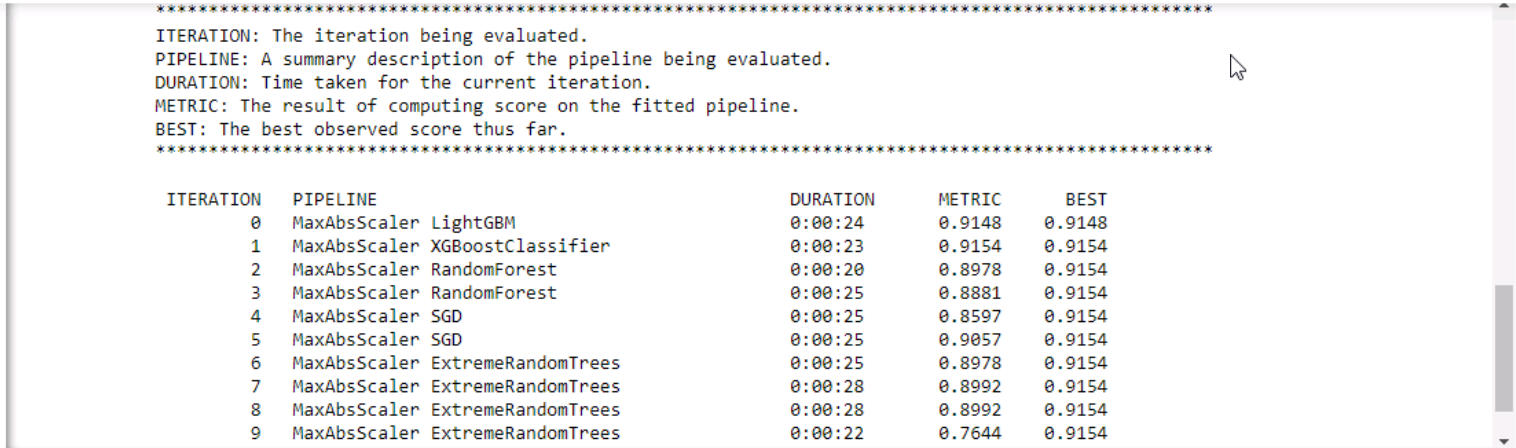 ****************************************************************************************************
ITERATION: The iteration being evaluated.
PIPELINE: A summary description of the pipeline being evaluated.
DURATION: Time taken for the current iteration.
METRIC: The result of computing score on the fitted pipeline.
BEST: The best observed score thus far.
****************************************************************************************************
ITERATION PIPELINE DURATION METRIC BEST
0 MaxAbsScaler LightGBM 0:00:24 0.9148 0.9148
1 MaxAbsScaler XGBoostClassifier 0:00:23 0.9154 0.9154
2 MaxAbsScaler RandomForest 0:00:20 0.8978 0.9154
3 MaxAbsScaler RandomForest 0:00:25 0.8881 0.9154
4 MaxAbsScaler SGD 0:00:25 0.8597 0.9154
5 MaxAbsScaler SGD 0:00:25 0.9057 0.9154
6 MaxAbsScaler ExtremeRandomTrees 0:00:25 0.8978 0.9154
7 MaxAbsScaler ExtremeRandomTrees 0:00:28 0.8992 0.9154
8 MaxAbsScaler ExtremeRandomTrees 0:00:28 0.8992 0.9154
9 MaxAbsScaler ExtremeRandomTrees 0:00:22 0.7644 0.9154